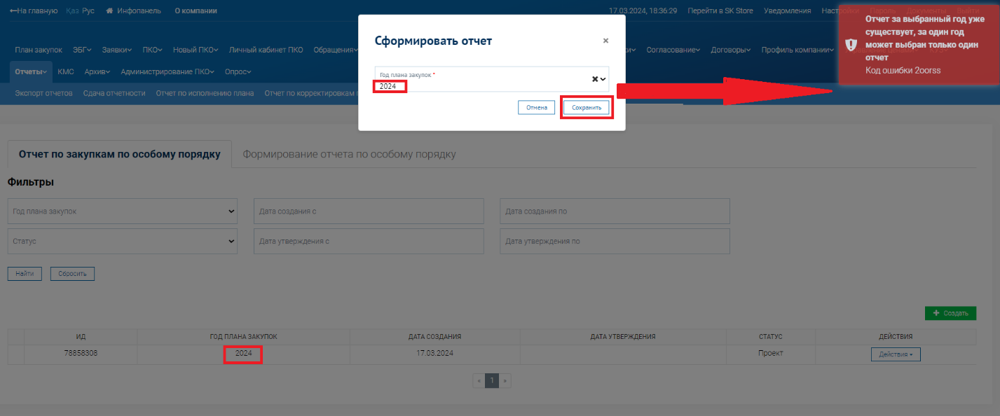 На главную Қаз Рус Инфопанель О компании 17.03.2024, 18:36:29 Перейти в SK Store Уведомления Настройки Пароль Документы Выйти
План закупок ЭБГ Заявки ПКО Новый ПКО Личный кабинет ПКО Обращения Согласование Договоры Профиль компании
Отчеты КМС Архив Администрирование ПКО Опрос
Экспорт отчетов Сдача отчетности Отчет по исполнению плана Отчет по корректировкам
Сформировать отчет ×
Год плана закупок *
2024
Отмена Сохранить
Отчет за выбранный год уже
существует, за один год
может выбран только один
отчет
Код ошибки 2oorss
Отчет по закупкам по особому порядку Формирование отчета по особому порядку
Фильтры
Год плана закупок Дата создания с Дата создания по
Статус Дата утверждения с Дата утверждения по
Найти Сбросить
+ Создать
ИД ГОД ПЛАНА ЗАКУПОК ДАТА СОЗДАНИЯ ДАТА УТВЕРЖДЕНИЯ СТАТУС ДЕЙСТВИЯ
78858308 2024 17.03.2024 Проект Действия
« 1 »